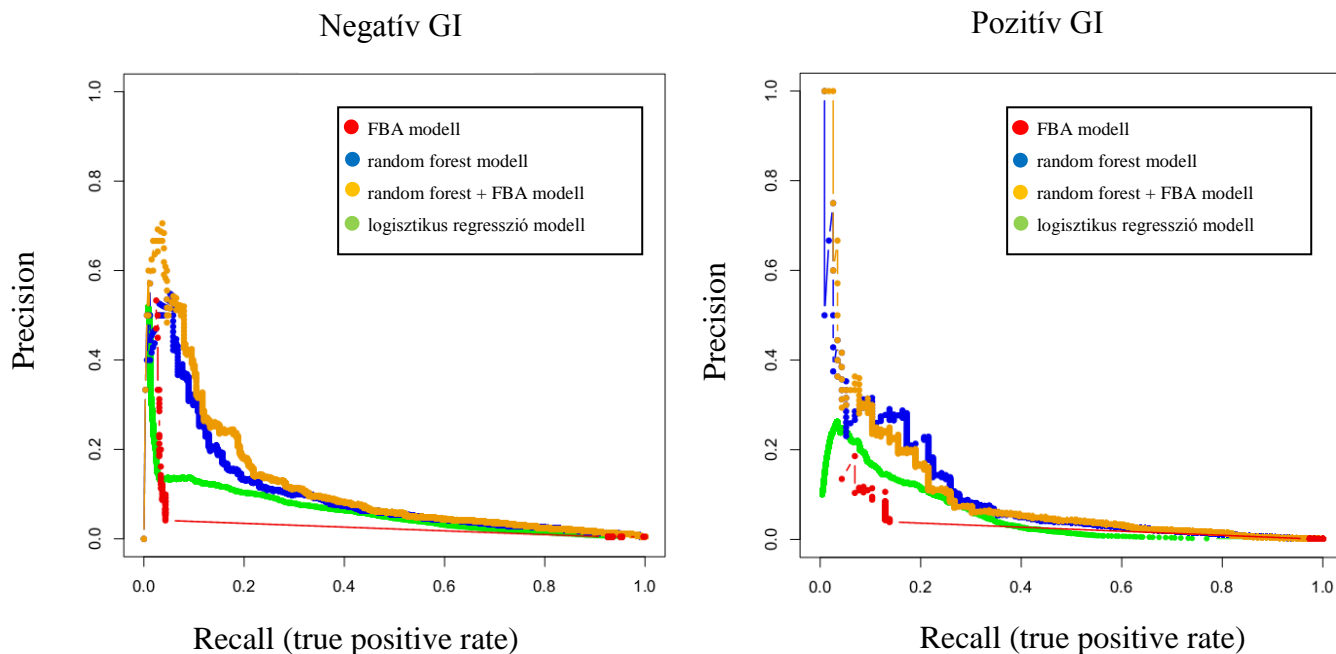 Negatív GI
1.0
0.8
0.6
0.4
0.2
0.0
Precision
FBA modell
random forest modell
random forest + FBA modell
logisztikus regresszió modell
0.0 0.2 0.4 0.6 0.8 1.0
Recall (true positive rate)
Pozitív GI
1.0
0.8
0.6
0.4
0.2
0.0
Precision
FBA modell
random forest modell
random forest + FBA modell
logisztikus regresszió modell
0.0 0.2 0.4 0.6 0.8 1.0
Recall (true positive rate)